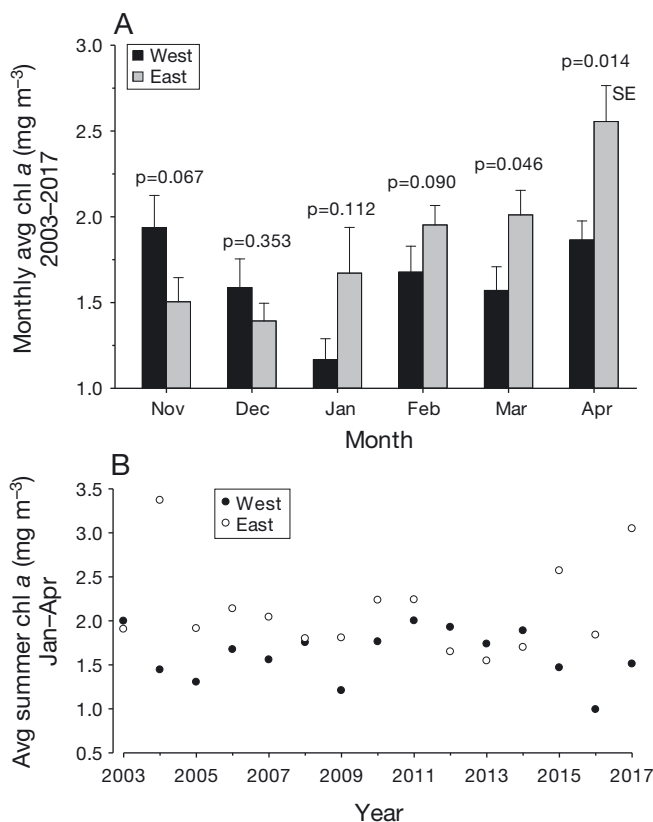 A
Monthly avg chl a (mg m⁻³)
2003–2017
3.0
2.5
2.0
1.5
1.0
West
East
p=0.067
p=0.353
p=0.112
p=0.090
p=0.046
p=0.014
SE
Nov Dec Jan Feb Mar Apr
Month
B
Avg summer chl a (mg m⁻³)
Jan–Apr
3.5
3.0
2.5
2.0
1.5
1.0
0.5
West
East
2003 2005 2007 2009 2011 2013 2015 2017
Year